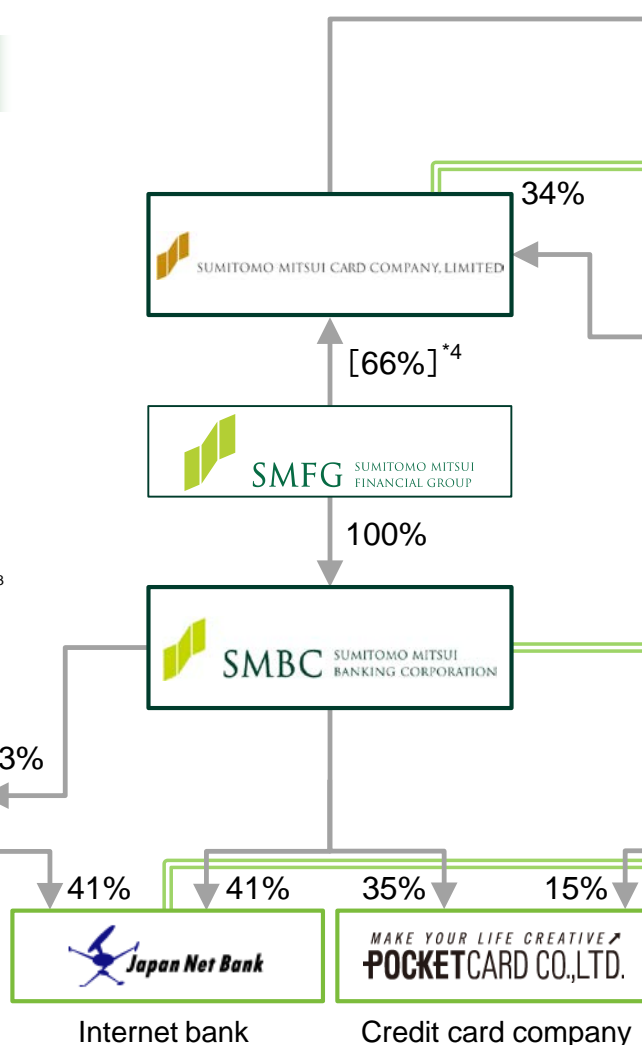 34%
SUMITOMO MITSUI CARD COMPANY, LIMITED
[66%]*4
SMFG SUMITOMO MITSUI
FINANCIAL GROUP
100%
3
SMBC SUMITOMO MITSUI
BANKING CORPORATION
3%
41%
41%
35%
15%
Japan Net Bank
MAKE YOUR LIFE CREATIVE↗
POCKETCARD CO.,LTD.
Internet bank
Credit card company